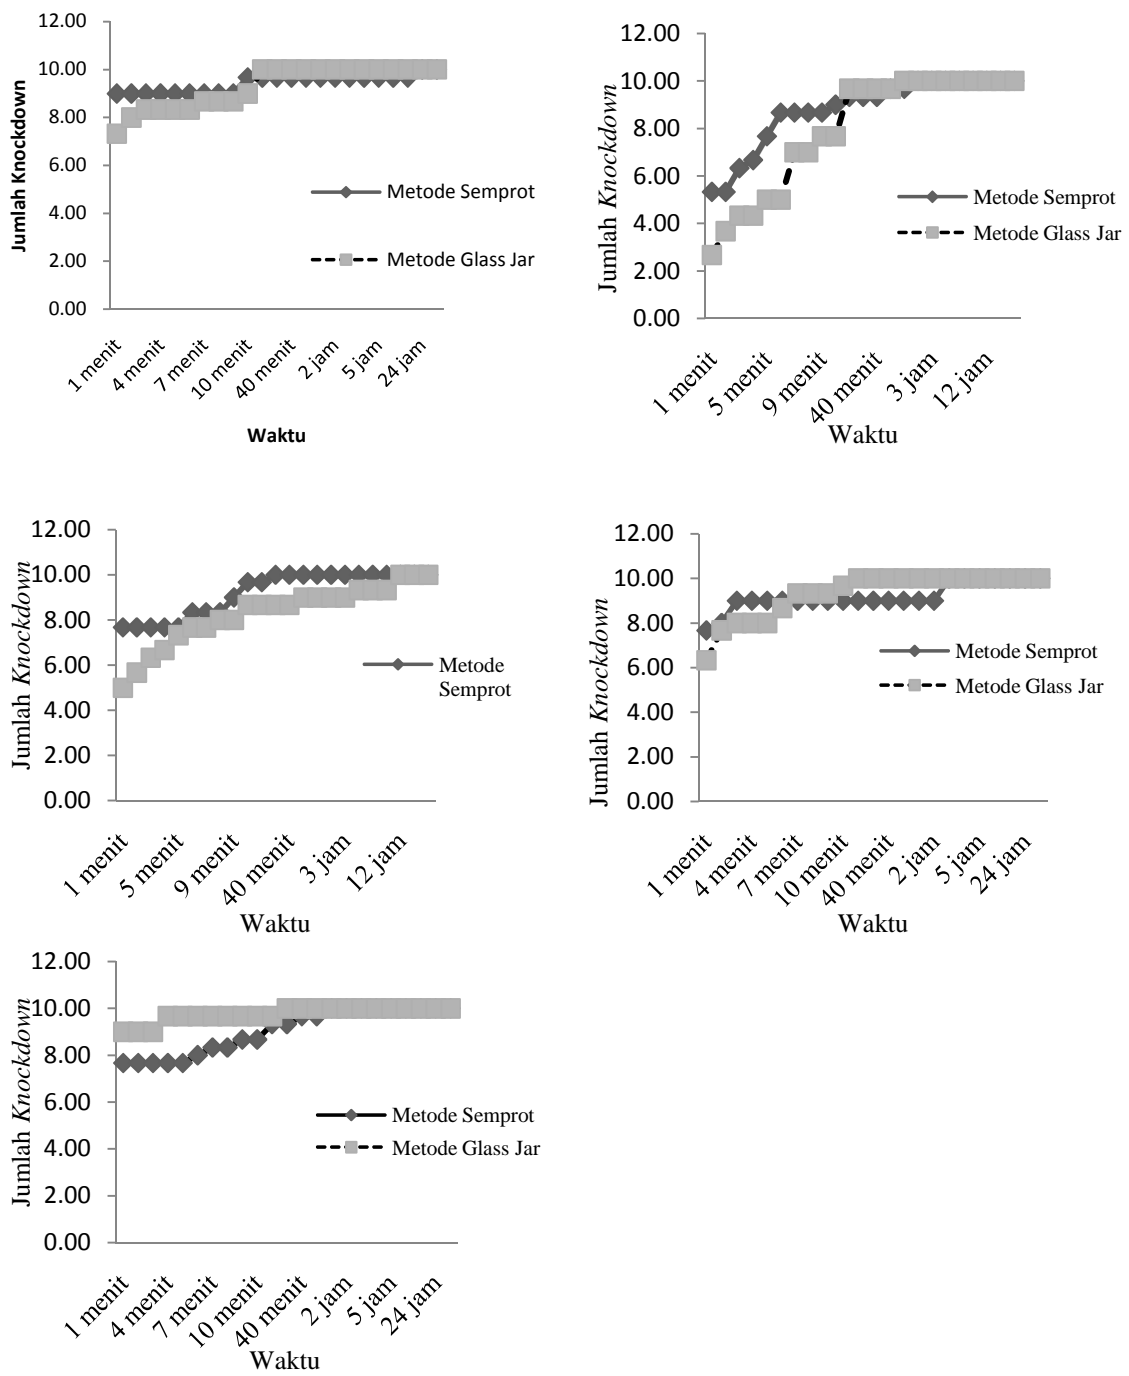 12.00
10.00
8.00
6.00
4.00
2.00
0.00
Jumlah Knockdown
Metode Semprot
Metode Glass Jar
1 menit
4 menit
7 menit
10 menit
40 menit
2 jam
5 jam
24 jam
Waktu
12.00
10.00
8.00
6.00
4.00
2.00
0.00
Jumlah Knockdown
Metode Semprot
Metode Glass Jar
1 menit
5 menit
9 menit
40 menit
3 jam
12 jam
Waktu
12.00
10.00
8.00
6.00
4.00
2.00
0.00
Jumlah Knockdown
Metode
Semprot
1 menit
5 menit
9 menit
40 menit
3 jam
12 jam
Waktu
12.00
10.00
8.00
6.00
4.00
2.00
0.00
Jumlah Knockdown
Metode Semprot
Metode Glass Jar
1 menit
4 menit
7 menit
10 menit
40 menit
2 jam
5 jam
24 jam
Waktu
12.00
10.00
8.00
6.00
4.00
2.00
0.00
Jumlah Knockdown
Metode Semprot
Metode Glass Jar
1 menit
4 menit
7 menit
10 menit
40 menit
2 jam
5 jam
24 jam
Waktu